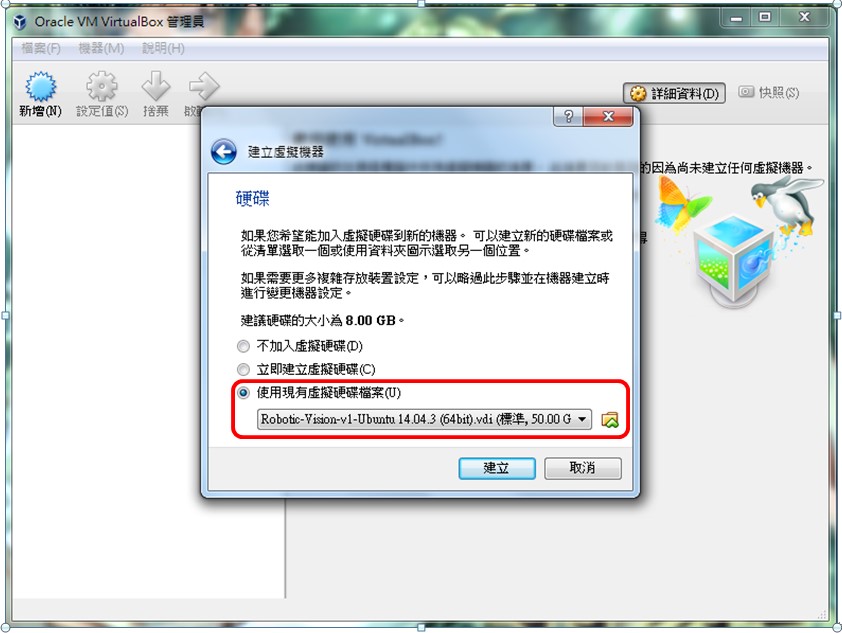 Oracle VM VirtualBox 管理員
檔案(F) 機器(M) 說明(H)
新增(N) 設定值(S) 捨棄
詳細資料(D) 快照(S)
建立虛擬機器
的因為尚未建立任何虛擬機器。
硬碟
如果您希望能加入虛擬硬碟到新的機器。 可以建立新的硬碟檔案或
從清單選取一個或使用資料夾圖示選取另一個位置。
如果需要更多複雜存放裝置設定，可以略過此步驟並在機器建立時
進行變更機器設定。
建議硬碟的大小為 8.00 GB。
不加入虛擬硬碟(D)
立即建立虛擬硬碟(C)
使用現有虛擬硬碟檔案(U)
Robotic-Vision-v1-Ubuntu 14.04.3 (64bit).vdi (標準, 50.00 G
建立 取消